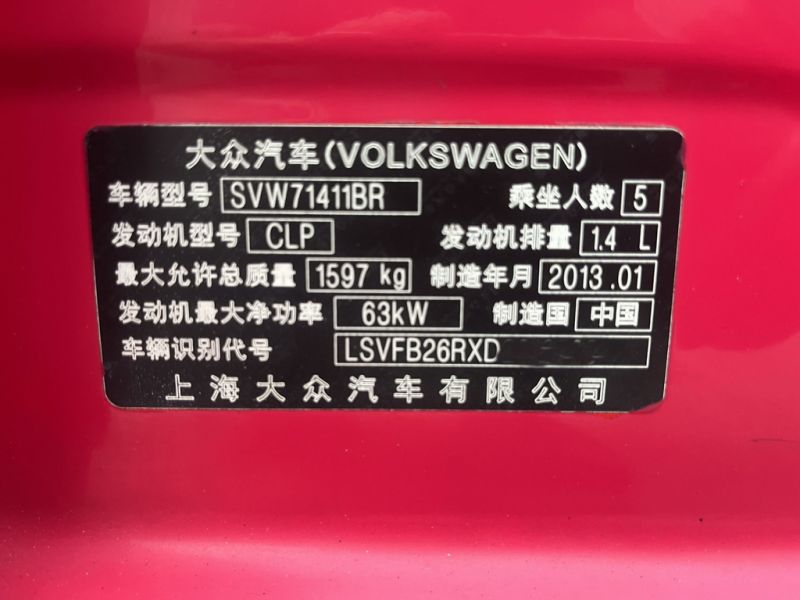 大众汽车(VOLKSWAGEN)
车辆型号 SVW71411BR 乘坐人数 5
发动机型号 CLP 发动机排量 1.4 L
最大允许总质量 1597 kg 制造年月 2013.01
发动机最大净功率 63kW 制造国 中国
车辆识别代号 LSVFB26RXD
上海大众汽车有限公司